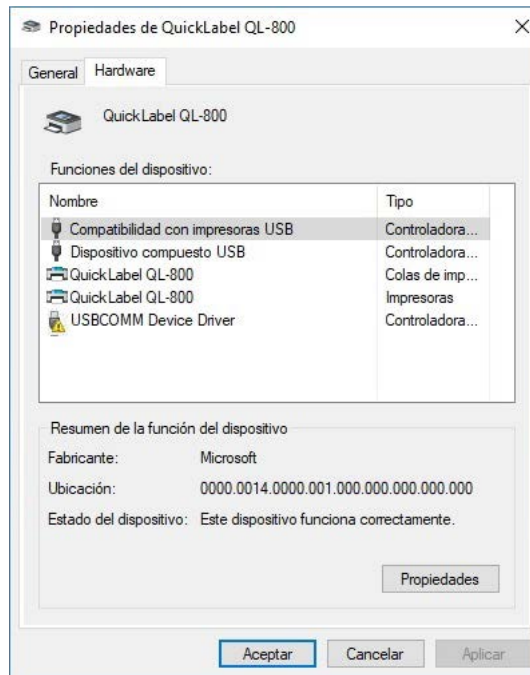 Propiedades de QuickLabel QL-800
General Hardware
QuickLabel QL-800
Funciones del dispositivo:
Nombre Tipo
Compatibilidad con impresoras USB Controladora...
Dispositivo compuesto USB Controladora...
QuickLabel QL-800 Colas de imp...
QuickLabel QL-800 Impresoras
USBCOMM Device Driver Controladora...
Resumen de la función del dispositivo
Fabricante: Microsoft
Ubicación: 0000.0014.0000.001.000.000.000.000.000
Estado del dispositivo: Este dispositivo funciona correctamente.
Propiedades
Aceptar Cancelar Aplicar